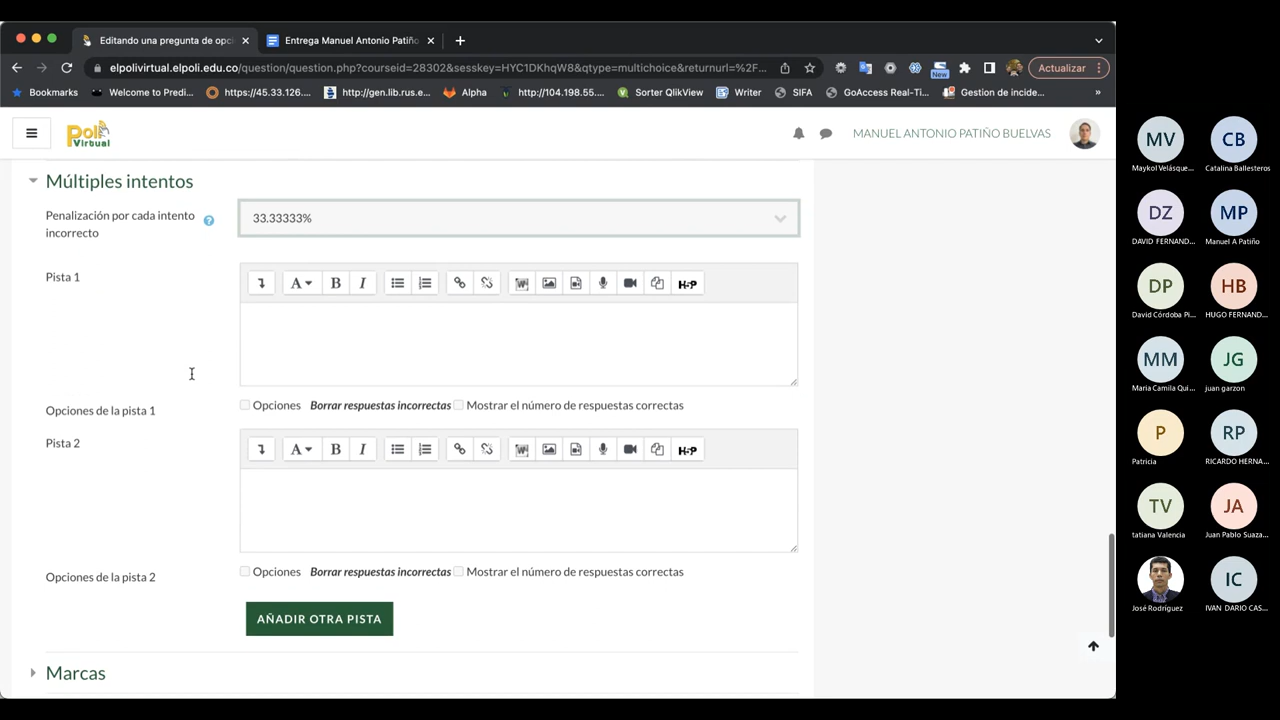 Editando una pregunta de opci
Entrega Manuel Antonio Patiño
elpolivirtual.elpoli.edu.co/question/question.php?courseid=28302&sesskey=HYC1DKhqW8&qtype=multichoice&returnurl=%2F...
New
Actualizar
Bookmarks
Welcome to Predi...
https://45.33.126....
http://gen.lib.rus.e...
Alpha
http://104.198.55....
Sorter QlikView
Writer
SIFA
GoAccess Real-Ti...
Gestion de incide...
»
Poli Virtual
MANUEL ANTONIO PATIÑO BUELVAS
Múltiples intentos
Penalización por cada intento
incorrecto
33.33333%
Pista 1
A B I
H5P
Opciones de la pista 1
Opciones Borrar respuestas incorrectas Mostrar el número de respuestas correctas
Pista 2
A B I
H5P
Opciones de la pista 2
Opciones Borrar respuestas incorrectas Mostrar el número de respuestas correctas
AÑADIR OTRA PISTA
Marcas
MV CB
Maykol Velásque... Catalina Ballesteros
DZ MP
DAVID FERNAND... Manuel A Patiño
DP HB
David Córdoba Pi... HUGO FERNAND...
MM JG
Maria Camila Qui... juan garzon
P RP
Patricia RICARDO HERNA...
TV JA
tatiana Valencia Juan Pablo Suaza...
IC
José Rodríguez IVAN DARIO CAS...